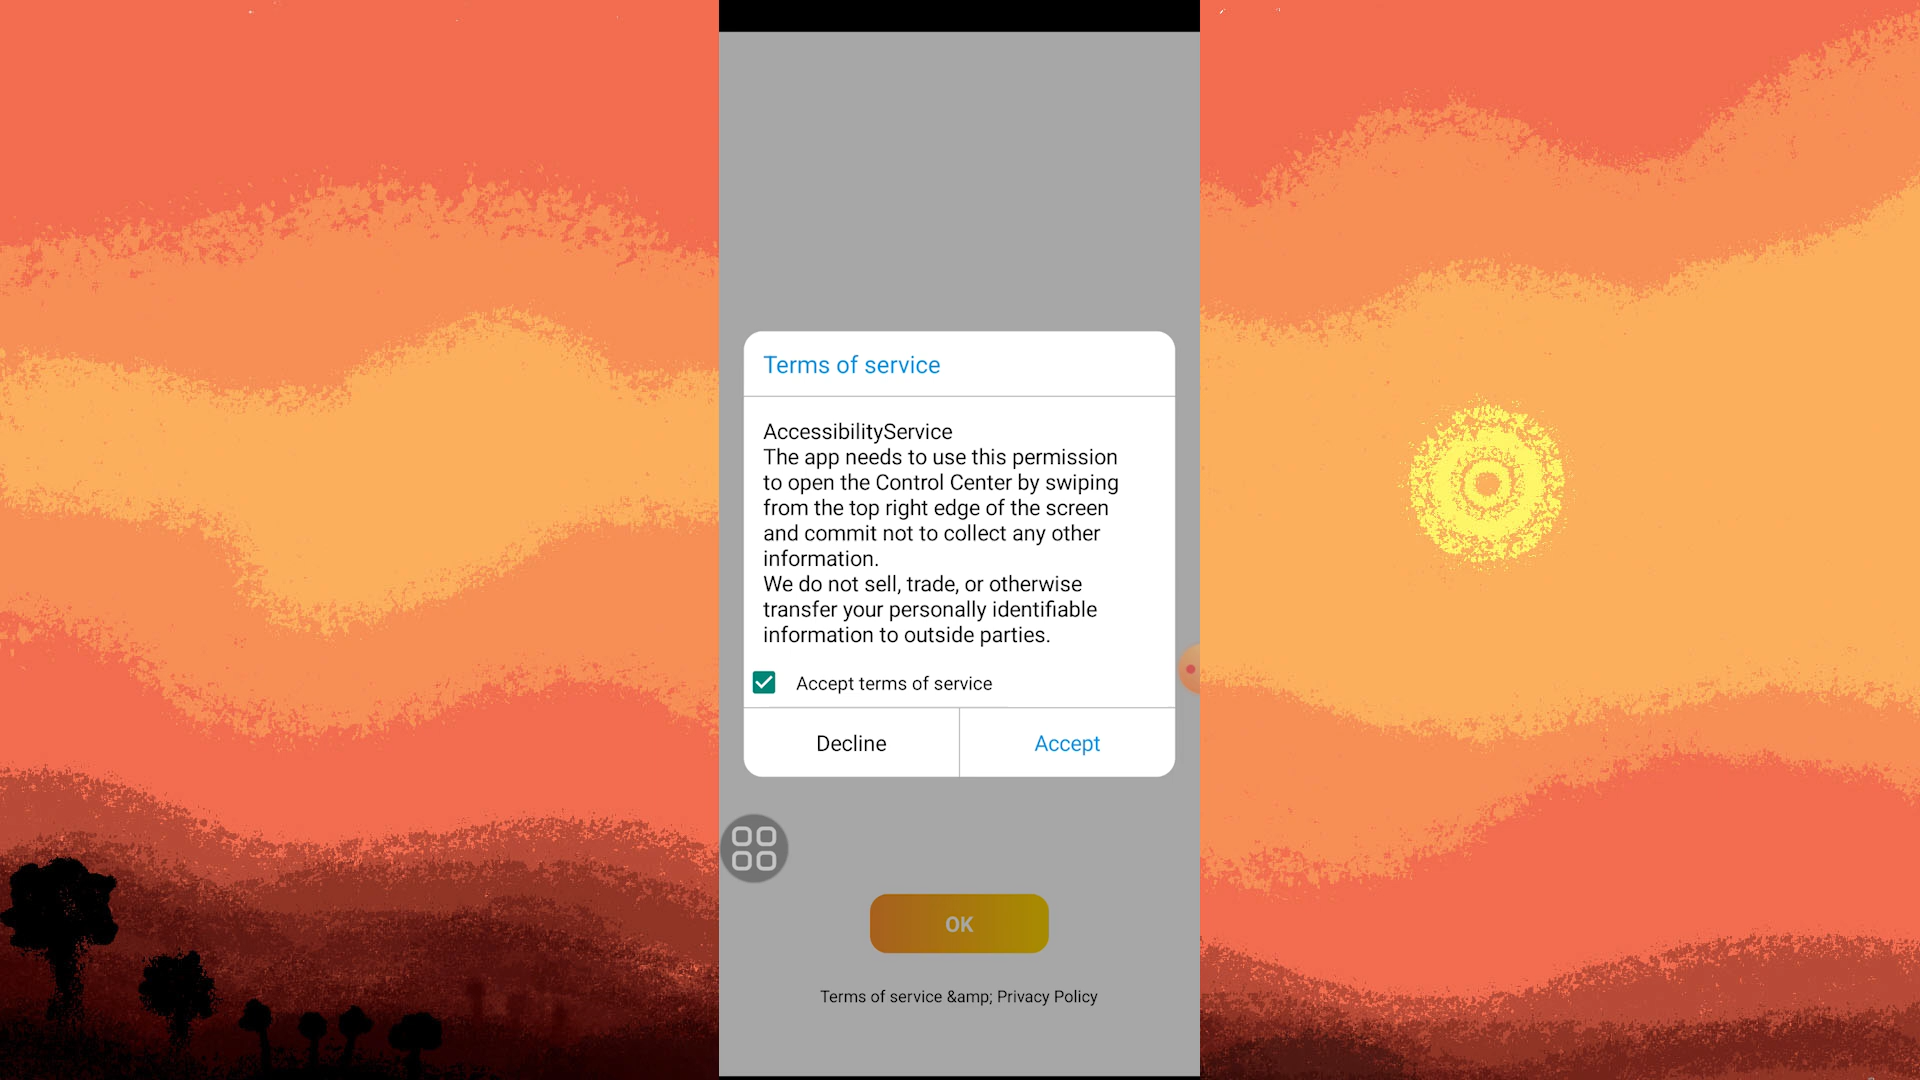 Terms of service
AccessibilityService
The app needs to use this permission
to open the Control Center by swiping
from the top right edge of the screen
and commit not to collect any other
information.
We do not sell, trade, or otherwise
transfer your personally identifiable
information to outside parties.
Accept terms of service
Decline
Accept
OK
Terms of service &amp; Privacy Policy